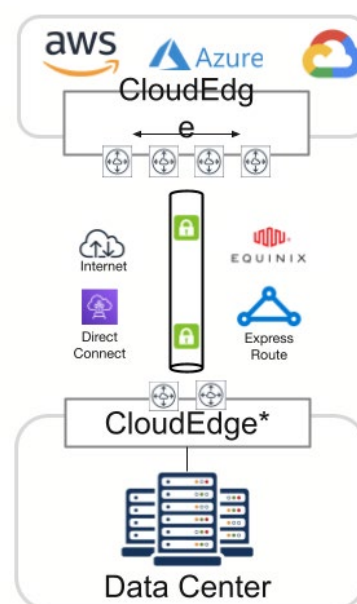 aws
Azure
CloudEdg
e
Internet
EQUINIX
Direct
Connect
Express
Route
CloudEdge*
Data Center